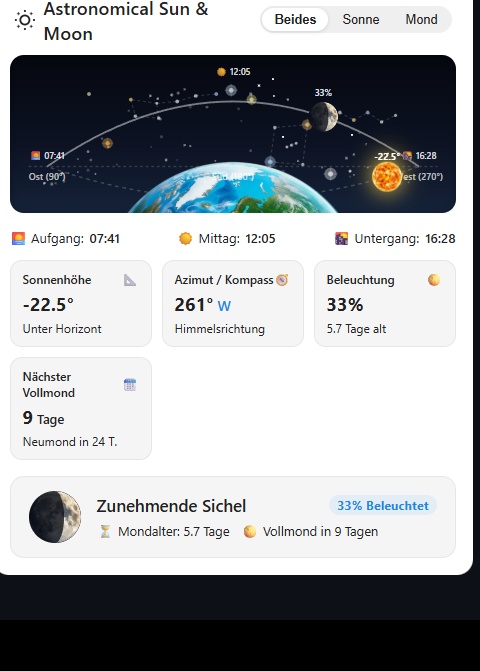 Astronomical Sun &
Moon
Beides
Sonne
Mond
12:05
33%
07:41
-22.5°
16:28
Ost (90°)
est (270°)
Aufgang: 07:41
Mittag: 12:05
Untergang: 16:28
Sonnenhöhe
-22.5°
Unter Horizont
Azimut / Kompass
261° W
Himmelsrichtung
Beleuchtung
33%
5.7 Tage alt
Nächster
Vollmond
9 Tage
Neumond in 24 T.
Zunehmende Sichel
33% Beleuchtet
Mondalter: 5.7 Tage
Vollmond in 9 Tagen